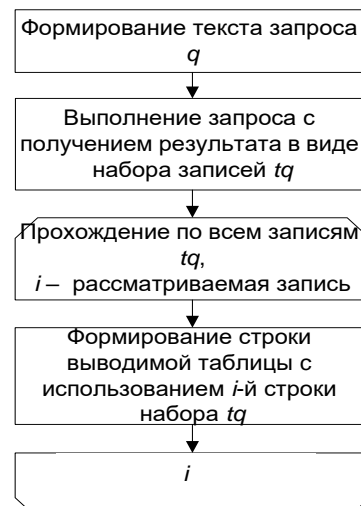 Формирование текста запроса
q
Выполнение запроса с
получением результата в виде
набора записей tq
Прохождение по всем записям
tq,
i – рассматриваемая запись
Формирование строки
выводимой таблицы с
использованием i-й строки
набора tq
i